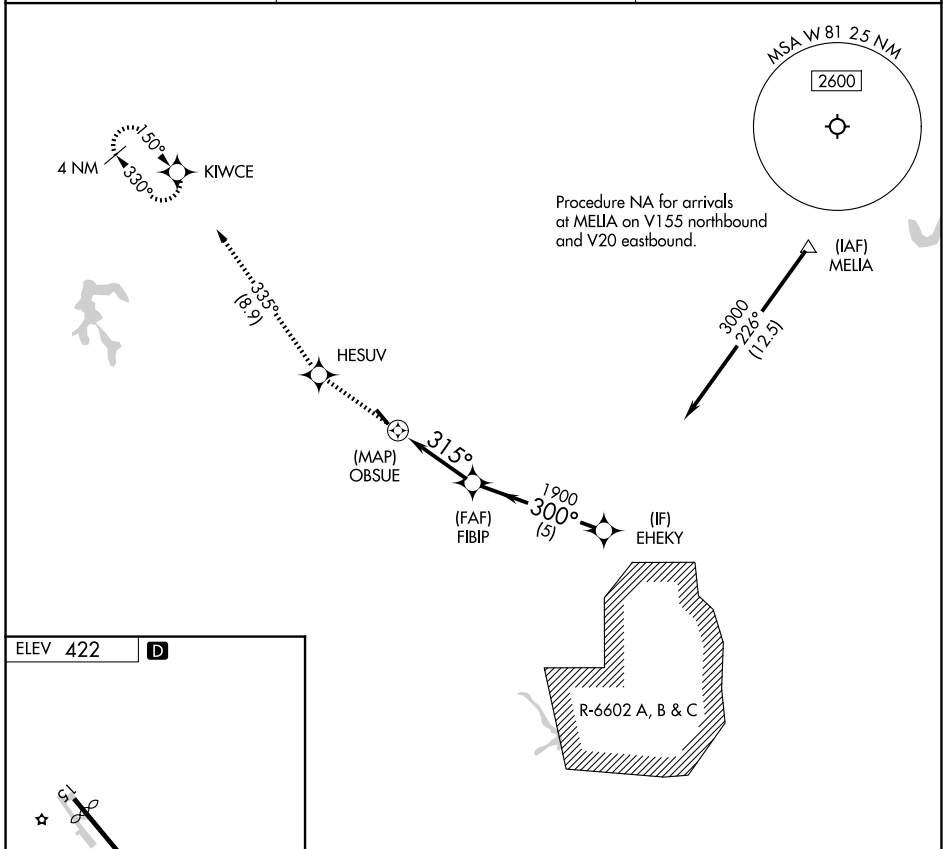 MSA W 81 25 NM
2600
150°
4 NM
330°
KIWCE
Procedure NA for arrivals
at MELIA on V155 northbound
and V20 eastbound.
(IAF)
MELIA
3000
226°
(12.5)
335°
(8.9)
HESUV
315°
(MAP)
OBSUE
1900
300°
(5)
(FAF)
FIBIP
(IF)
EHEKY
R-6602 A, B & C
ELEV 422
D
15